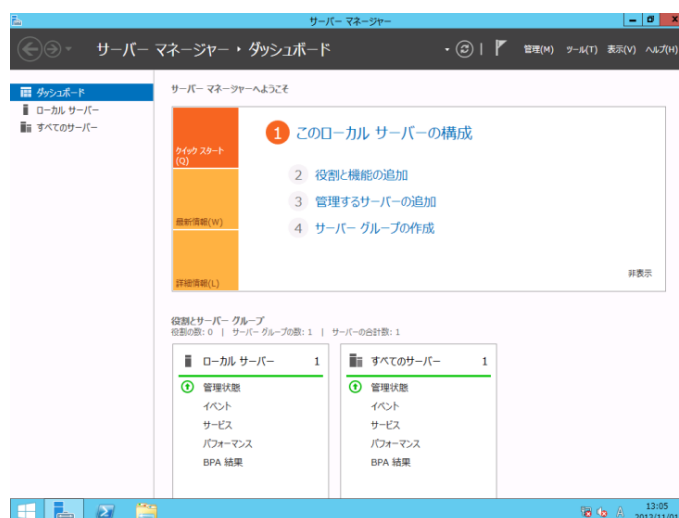 サーバー マネージャー
サーバー マネージャー・ダッシュボード
管理(M) ツール(T) 表示(V) ヘルプ(H)
ダッシュボード
ローカル サーバー
すべてのサーバー
サーバー マネージャーへようこそ
クイック スタート(Q)
最新情報(W)
詳細情報(L)
1 このローカル サーバーの構成
2 役割と機能の追加
3 管理するサーバーの追加
4 サーバー グループの作成
非表示
役割とサーバー グループ
役割の数: 0 | サーバー グループの数: 1 | サーバーの合計数: 1
ローカル サーバー 1
管理状態
イベント
サービス
パフォーマンス
BPA 結果
すべてのサーバー 1
管理状態
イベント
サービス
パフォーマンス
BPA 結果
A
13:05
2013/11/01